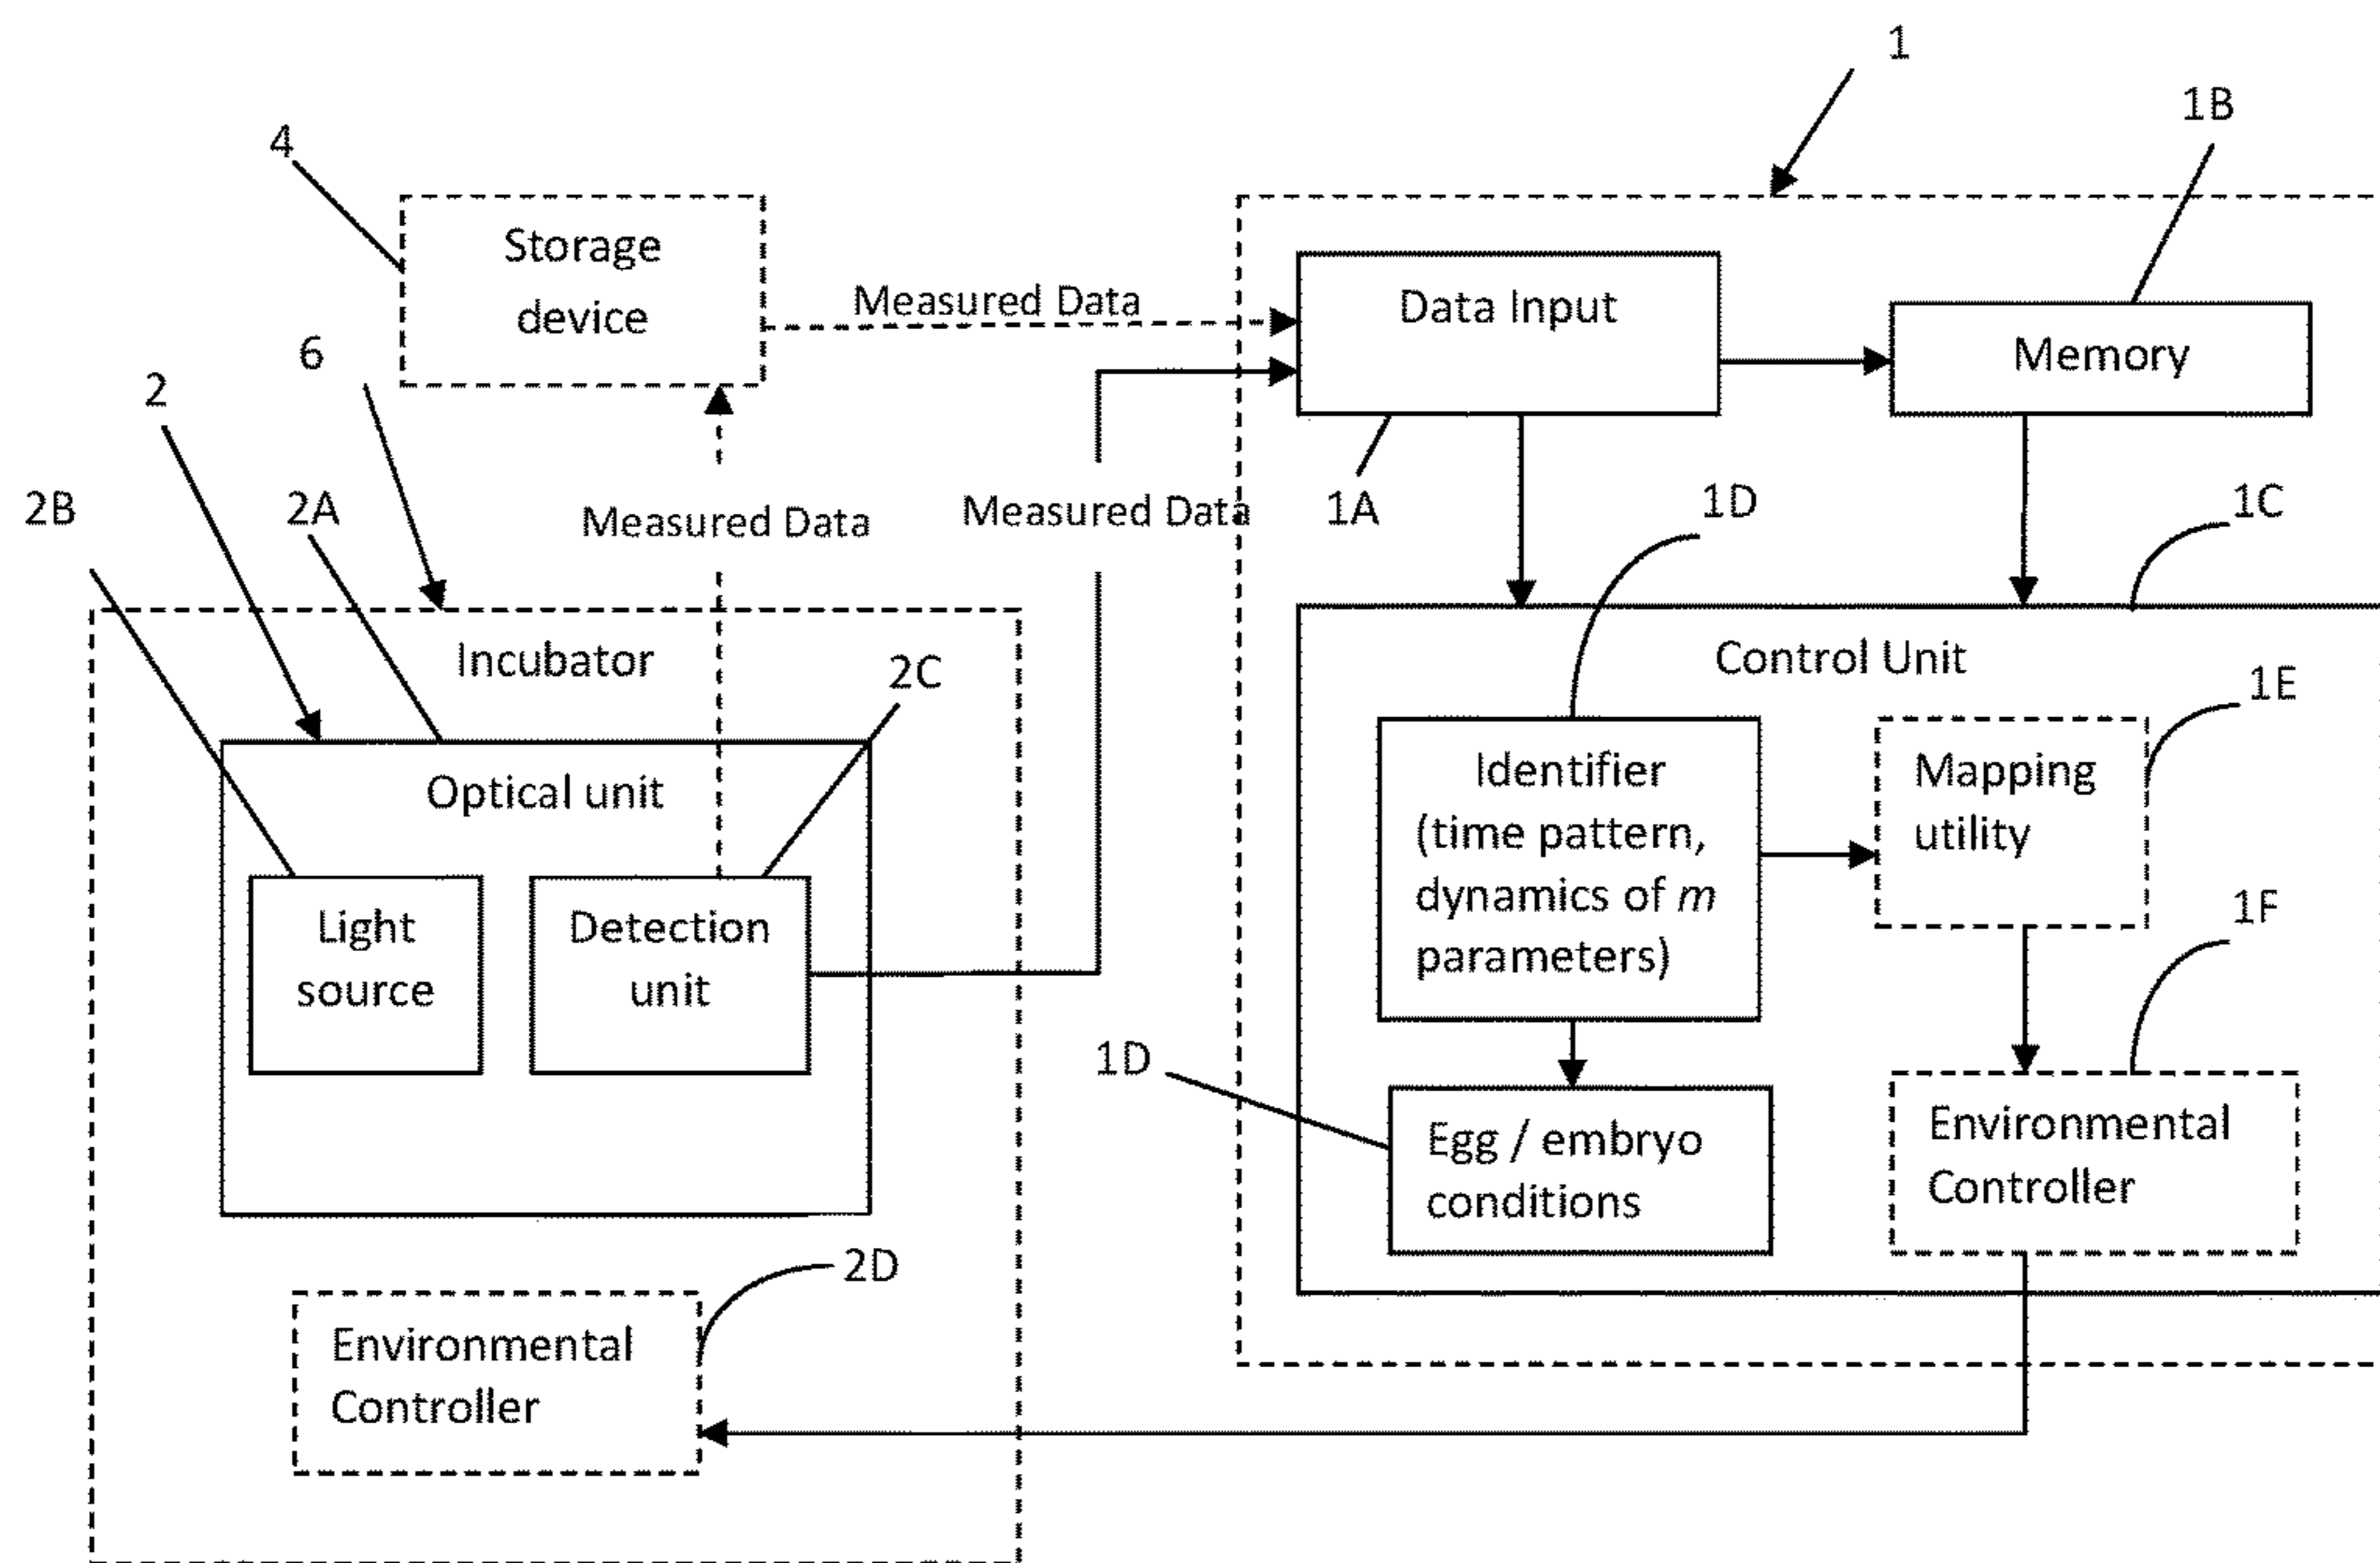 1
1B
4
Storage
device
Measured Data
Data Input
Memory
6
2
2B
2A
Measured Data
Measured Data
1A
1D
1C
Incubator
2C
Control Unit
1E
Optical unit
Identifier
(time pattern,
dynamics of m
parameters)
Mapping
utility
1F
Light
source
Detection
unit
1D
Egg / embryo
conditions
Environmental
Controller
2D
Environmental
Controller